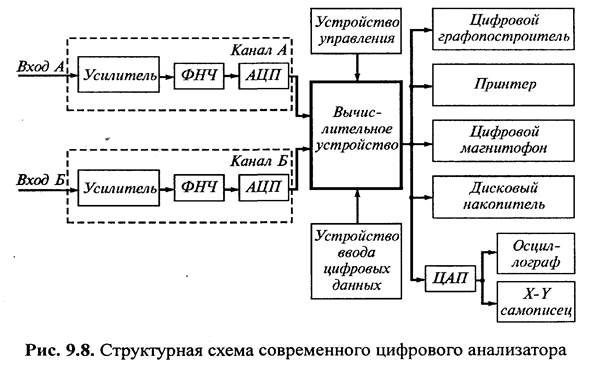 Вход А
Канал А
Усилитель
ФНЧ
АЦП
Вход Б
Канал Б
Усилитель
ФНЧ
АЦП
Устройство
управления
Вычис-
лительное
устройство
Устройство
ввода
цифровых
данных
Цифровой
графопостроитель
Принтер
Цифровой
магнитофон
Дисковый
накопитель
ЦАП
Осцил-
лограф
X-Y
самописец
Рис. 9.8. Структурная схема современного цифрового анализатора